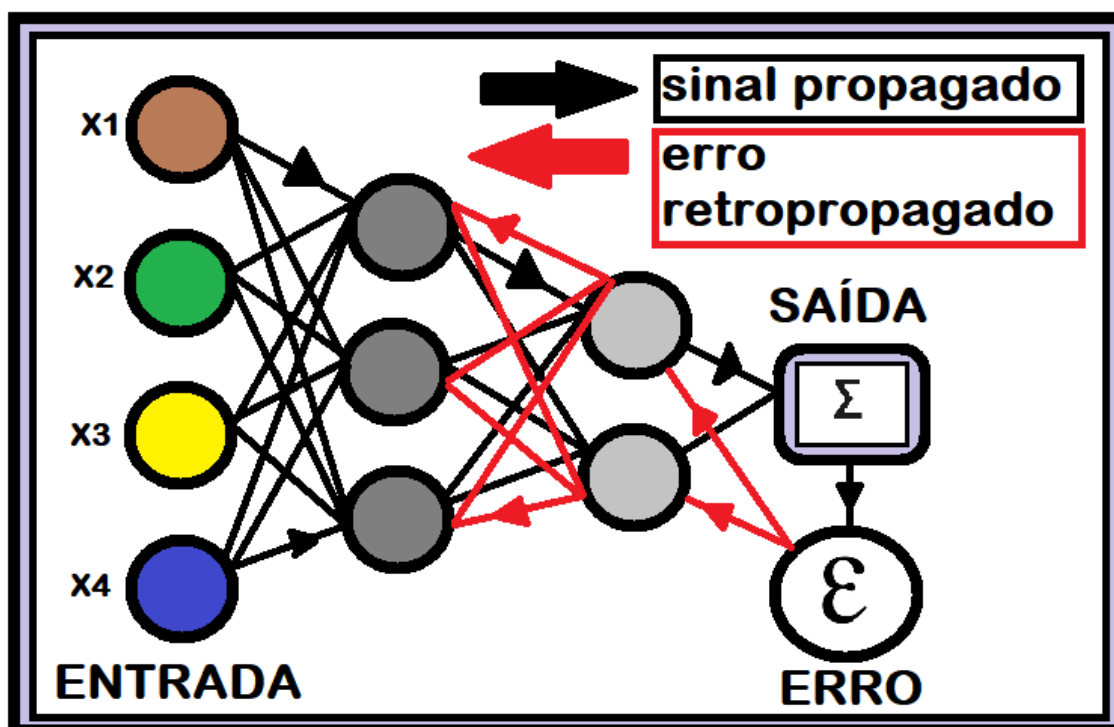 X1
sinal propagado
erro
retropropagado
X2
SAÍDA
Σ
X3
X4
ε
ENTRADA
ERRO